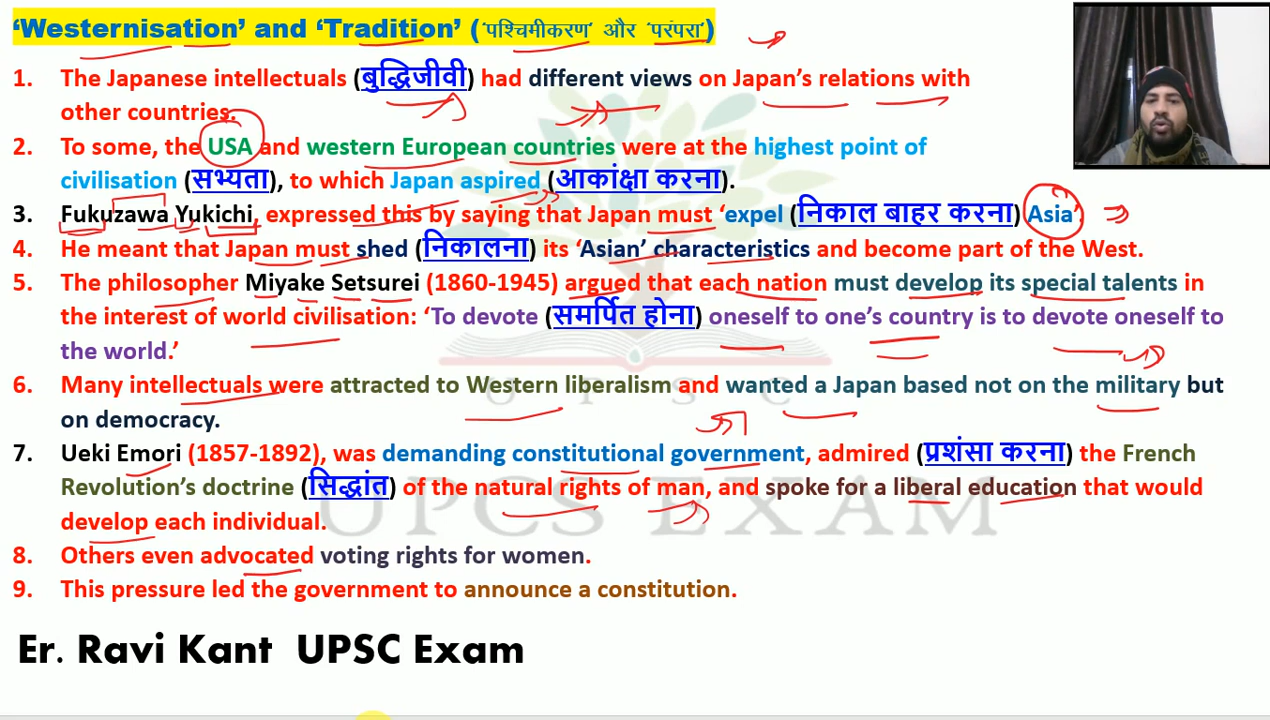 ‘Westernisation’ and ‘Tradition’ (‘पश्चिमीकरण’ और ‘परंपरा’)
1. The Japanese intellectuals (बुद्धिजीवी) had different views on Japan’s relations with
other countries.
2. To some, the USA and western European countries were at the highest point of
civilisation (सभ्यता), to which Japan aspired (आकांक्षा करना).
3. Fukuzawa Yukichi, expressed this by saying that Japan must ‘expel (निकाल बाहर करना) Asia’.
4. He meant that Japan must shed (निकालना) its ‘Asian’ characteristics and become part of the West.
5. The philosopher Miyake Setsurei (1860-1945) argued that each nation must develop its special talents in
the interest of world civilisation: ‘To devote (समर्पित होना) oneself to one’s country is to devote oneself to
the world.’
6. Many intellectuals were attracted to Western liberalism and wanted a Japan based not on the military but
on democracy.
7. Ueki Emori (1857-1892), was demanding constitutional government, admired (प्रशंसा करना) the French
Revolution’s doctrine (सिद्धांत) of the natural rights of man, and spoke for a liberal education that would
develop each individual.
8. Others even advocated voting rights for women.
9. This pressure led the government to announce a constitution.
UPSC
UPCS EXAM
Er. Ravi Kant UPSC Exam